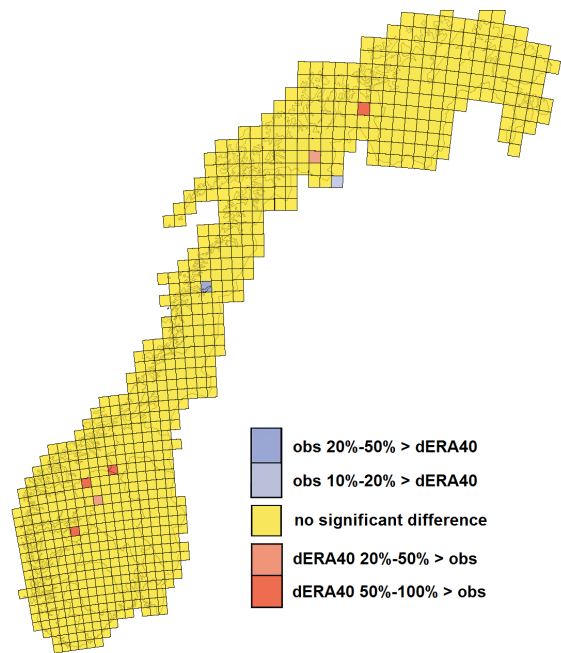 obs 20%-50% > dERA40
obs 10%-20% > dERA40
no significant difference
dERA40 20%-50% > obs
dERA40 50%-100% > obs